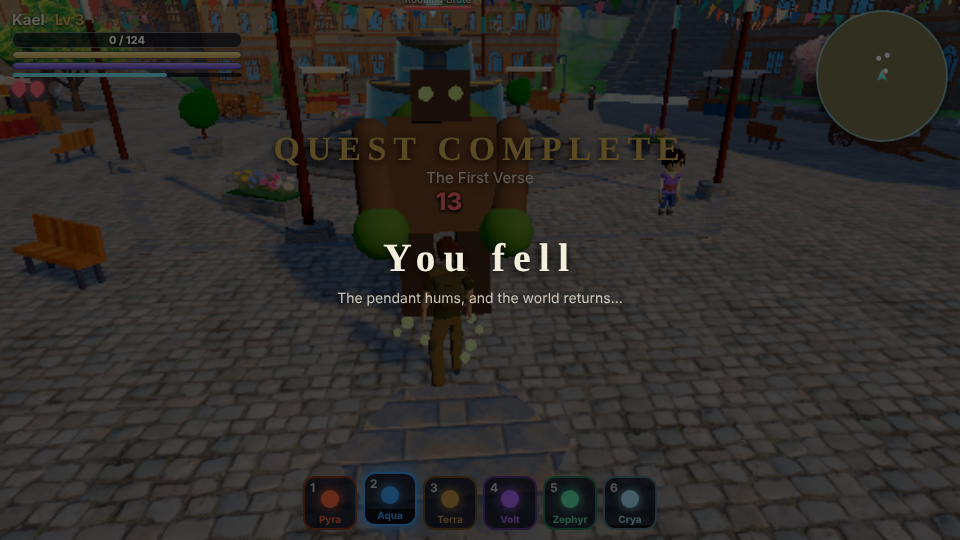 Kael Lv 3
0 / 124
QUEST COMPLETE
The First Verse
13
You fell
The pendant hums, and the world returns...
1 2 3 4 5 6
Pyra Aqua Terra Volt Zephyr Crya